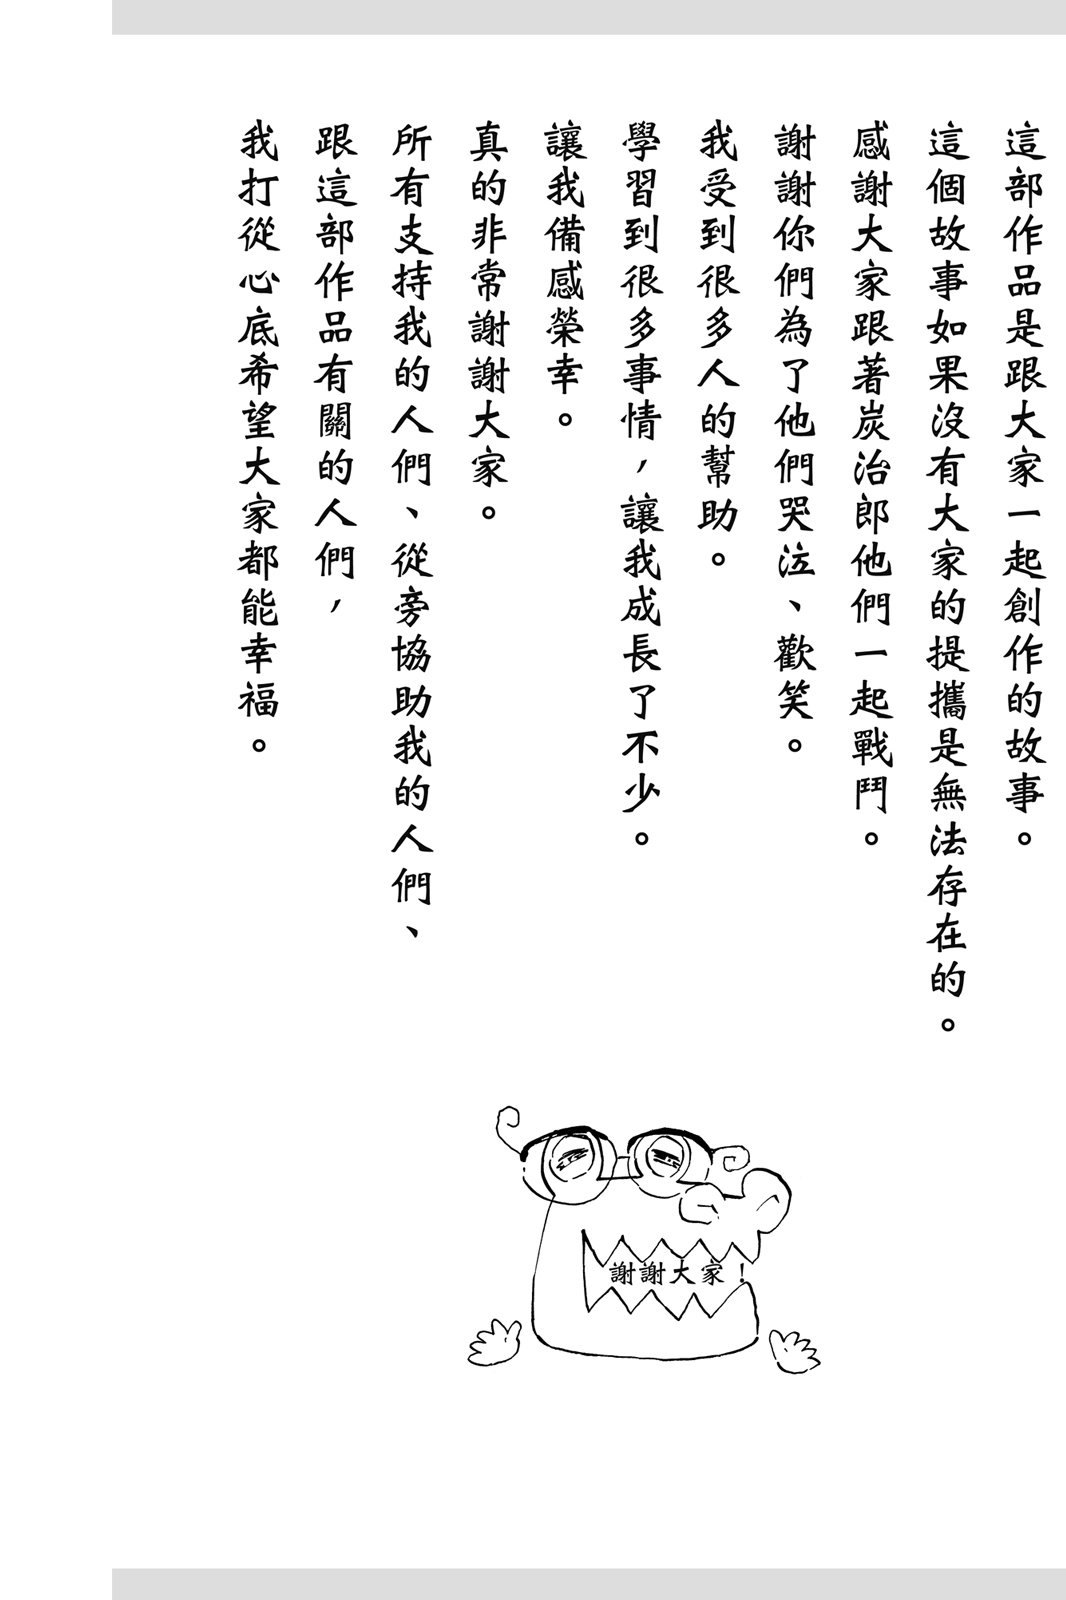 這部作品是跟大家一起創作的故事。
這個故事如果沒有大家的提攜是無法存在的。
感謝大家跟著炭治郎他們一起戰鬥。
謝謝你們為了他們哭泣、歡笑。
我受到很多人的幫助。
學習到很多事情，讓我成長了不少。
讓我備感榮幸。
真的非常謝謝大家。
所有支持我的人們、從旁協助我的人們、
跟這部作品有關的人們，
我打從心底希望大家都能幸福。
謝謝大家！